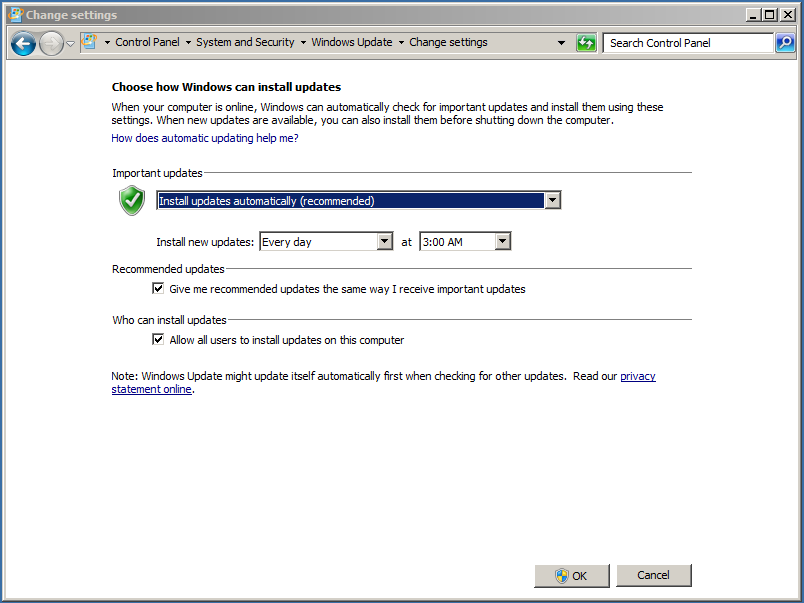 Change settings
Control Panel System and Security Windows Update Change settings Search Control Panel
Choose how Windows can install updates
When your computer is online, Windows can automatically check for important updates and install them using these
settings. When new updates are available, you can also install them before shutting down the computer.
How does automatic updating help me?
Important updates
Install updates automatically (recommended)
Install new updates: Every day at 3:00 AM
Recommended updates
Give me recommended updates the same way I receive important updates
Who can install updates
Allow all users to install updates on this computer
Note: Windows Update might update itself automatically first when checking for other updates. Read our privacy
statement online.
OK Cancel